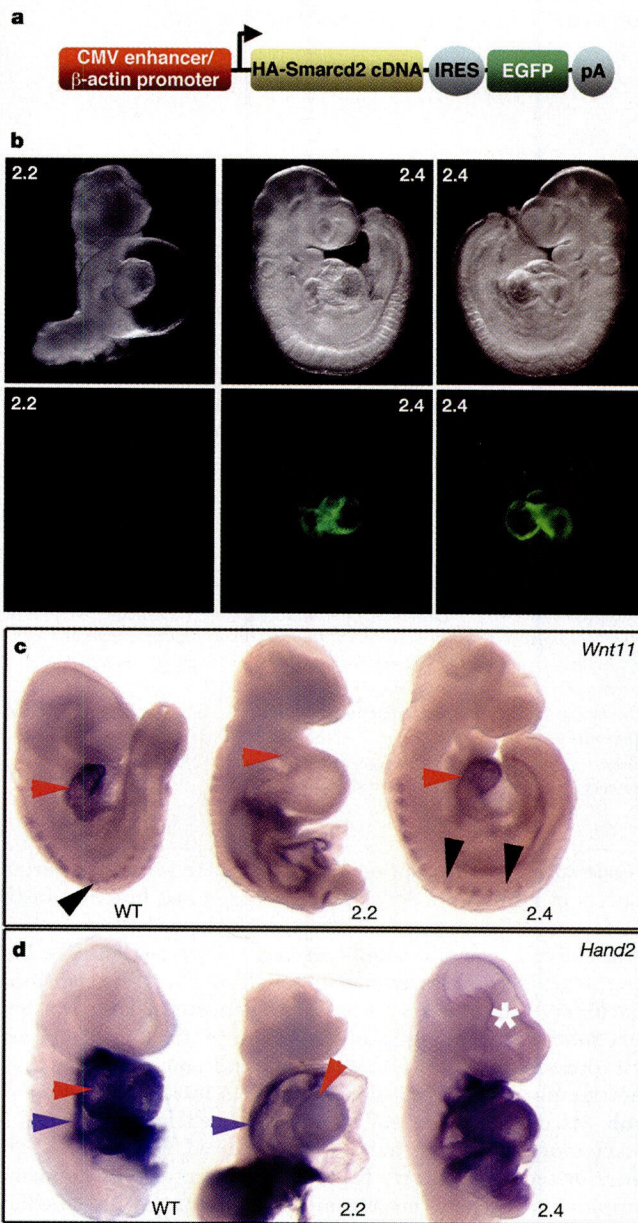 a
CMV enhancer/
β-actin promoter
HA-Smarcd2 cDNA
IRES
EGFP
pA
b
2.2
2.4
2.4
2.2
2.4
2.4
c
Wnt11
WT
2.2
2.4
d
Hand2
*
WT
2.2
2.4